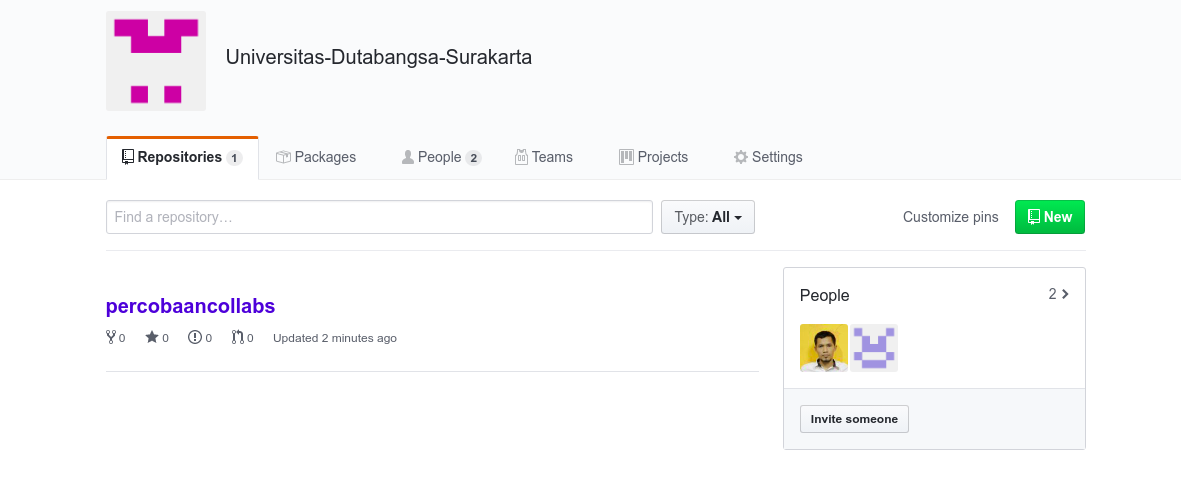 Universitas-Dutabangsa-Surakarta
Repositories 1 Packages People 2 Teams Projects Settings
Find a repository… Type: All Customize pins New
percobaancollabs
0 0 0 0 Updated 2 minutes ago
People 2
Invite someone